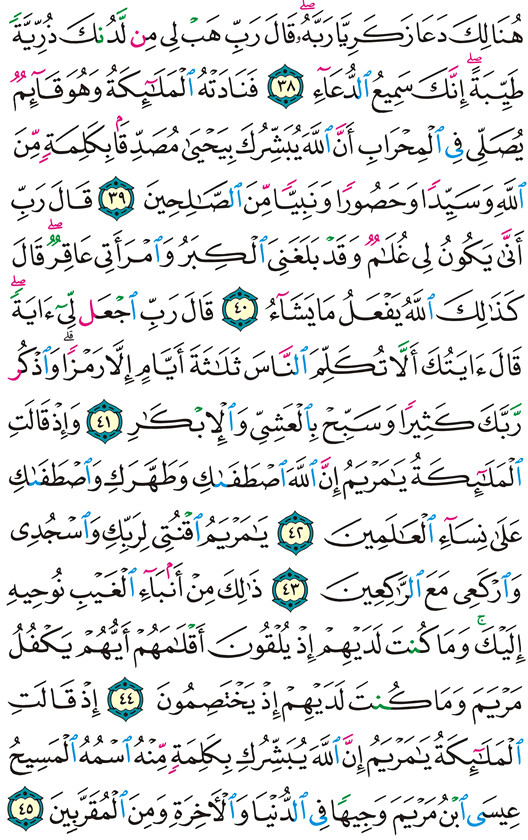 هُنَالِكَ دَعَا زَكَرِيَّا رَبَّهُۥۖ قَالَ رَبِّ هَبۡ لِي مِن لَّدُنكَ ذُرِّيَّةٗ
طَيِّبَةًۖ إِنَّكَ سَمِيعُ ٱلدُّعَآءِ ٣٨ فَنَادَتۡهُ ٱلۡمَلَٰٓئِكَةُ وَهُوَ قَآئِمٞ
يُصَلِّي فِي ٱلۡمِحۡرَابِ أَنَّ ٱللَّهَ يُبَشِّرُكَ بِيَحۡيَىٰ مُصَدِّقَۢا بِكَلِمَةٖ مِّنَ
ٱللَّهِ وَسَيِّدٗا وَحَصُورٗا وَنَبِيّٗا مِّنَ ٱلصَّٰلِحِينَ ٣٩ قَالَ رَبِّ
أَنَّىٰ يَكُونُ لِي غُلَٰمٞ وَقَدۡ بَلَغَنِيَ ٱلۡكِبَرُ وَٱمۡرَأَتِي عَاقِرٞۖ قَالَ
كَذَٰلِكَ ٱللَّهُ يَفۡعَلُ مَا يَشَآءُ ٤٠ قَالَ رَبِّ ٱجۡعَل لِّيٓ ءَايَةٗۖ
قَالَ ءَايَتُكَ أَلَّا تُكَلِّمَ ٱلنَّاسَ ثَلَٰثَةَ أَيَّامٍ إِلَّا رَمۡزٗاۗ وَٱذۡكُر
رَّبَّكَ كَثِيرٗا وَسَبِّحۡ بِٱلۡعَشِيِّ وَٱلۡإِبۡكَٰرِ ٤١ وَإِذۡ قَالَتِ
ٱلۡمَلَٰٓئِكَةُ يَٰمَرۡيَمُ إِنَّ ٱللَّهَ ٱصۡطَفَىٰكِ وَطَهَّرَكِ وَٱصۡطَفَىٰكِ
عَلَىٰ نِسَآءِ ٱلۡعَٰلَمِينَ ٤٢ يَٰمَرۡيَمُ ٱقۡنُتِي لِرَبِّكِ وَٱسۡجُدِي
وَٱرۡكَعِي مَعَ ٱلرَّٰكِعِينَ ٤٣ ذَٰلِكَ مِنۡ أَنۢبَآءِ ٱلۡغَيۡبِ نُوحِيهِ
إِلَيۡكَۚ وَمَا كُنتَ لَدَيۡهِمۡ إِذۡ يُلۡقُونَ أَقۡلَٰمَهُمۡ أَيُّهُمۡ يَكۡفُلُ
مَرۡيَمَ وَمَا كُنتَ لَدَيۡهِمۡ إِذۡ يَخۡتَصِمُونَ ٤٤ إِذۡ قَالَتِ
ٱلۡمَلَٰٓئِكَةُ يَٰمَرۡيَمُ إِنَّ ٱللَّهَ يُبَشِّرُكِ بِكَلِمَةٖ مِّنۡهُ ٱسۡمُهُ ٱلۡمَسِيحُ
عِيسَى ٱبۡنُ مَرۡيَمَ وَجِيهٗا فِي ٱلدُّنۡيَا وَٱلۡأٓخِرَةِ وَمِنَ ٱلۡمُقَرَّبِينَ ٤٥